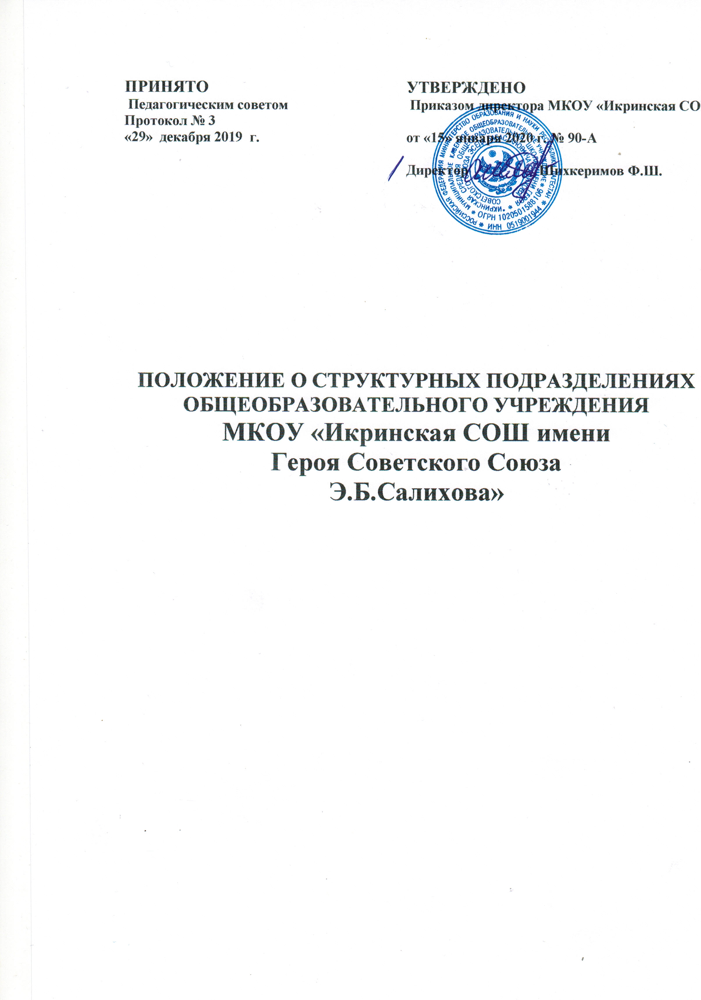 ПРИНЯТО
Педагогическим советом
Протокол № 3
«29» декабря 2019 г.
УТВЕРЖДЕНО
Приказом директора МКОУ «Икринская СО
от «15» января 2020 г. № 90-А
Директор Шихкеримов Ф.Ш.
РОССИЙСКАЯ ФЕДЕРАЦИЯ МИНИСТЕРСТВО ОБРАЗОВАНИЯ И НАУКИ РЕСПУБЛИКИ ДАГЕСТАН
* ИНН 0519001944 *
МУНИЦИПАЛЬНОЕ КАЗЕННОЕ ОБЩЕОБРАЗОВАТЕЛЬНОЕ УЧРЕЖДЕНИЕ
* ОГРН 1020501588106 *
ИКРИНСКАЯ СРЕДНЯЯ ОБЩЕОБРАЗОВАТЕЛЬНАЯ ШКОЛА ИМЕНИ ГЕРОЯ
СОВЕТСКОГО СОЮЗА
ПОЛОЖЕНИЕ О СТРУКТУРНЫХ ПОДРАЗДЕЛЕНИЯХ
ОБЩЕОБРАЗОВАТЕЛЬНОГО УЧРЕЖДЕНИЯ
МКОУ «Икринская СОШ имени
Героя Советского Союза
Э.Б.Салихова»